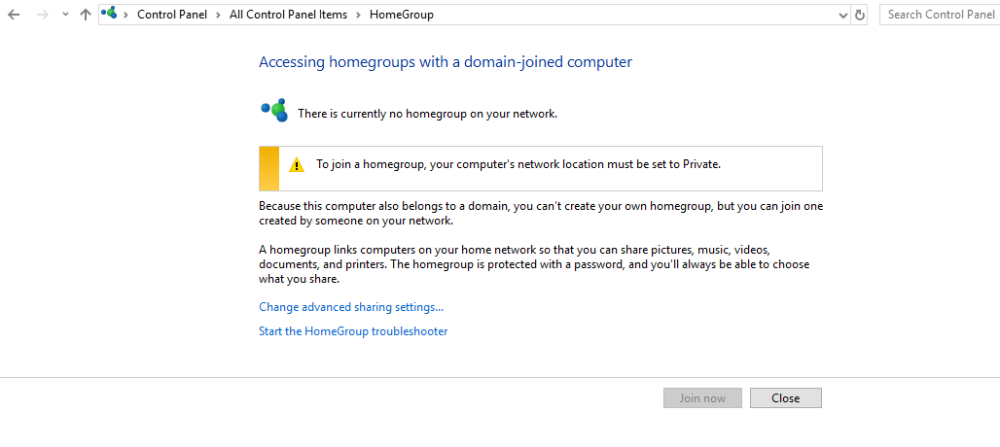 Control Panel > All Control Panel Items > HomeGroup
Search Control Panel
Accessing homegroups with a domain-joined computer
There is currently no homegroup on your network.
To join a homegroup, your computer's network location must be set to Private.
Because this computer also belongs to a domain, you can't create your own homegroup, but you can join one
created by someone on your network.
A homegroup links computers on your home network so that you can share pictures, music, videos,
documents, and printers. The homegroup is protected with a password, and you'll always be able to choose
what you share.
Change advanced sharing settings...
Start the HomeGroup troubleshooter
Join now
Close